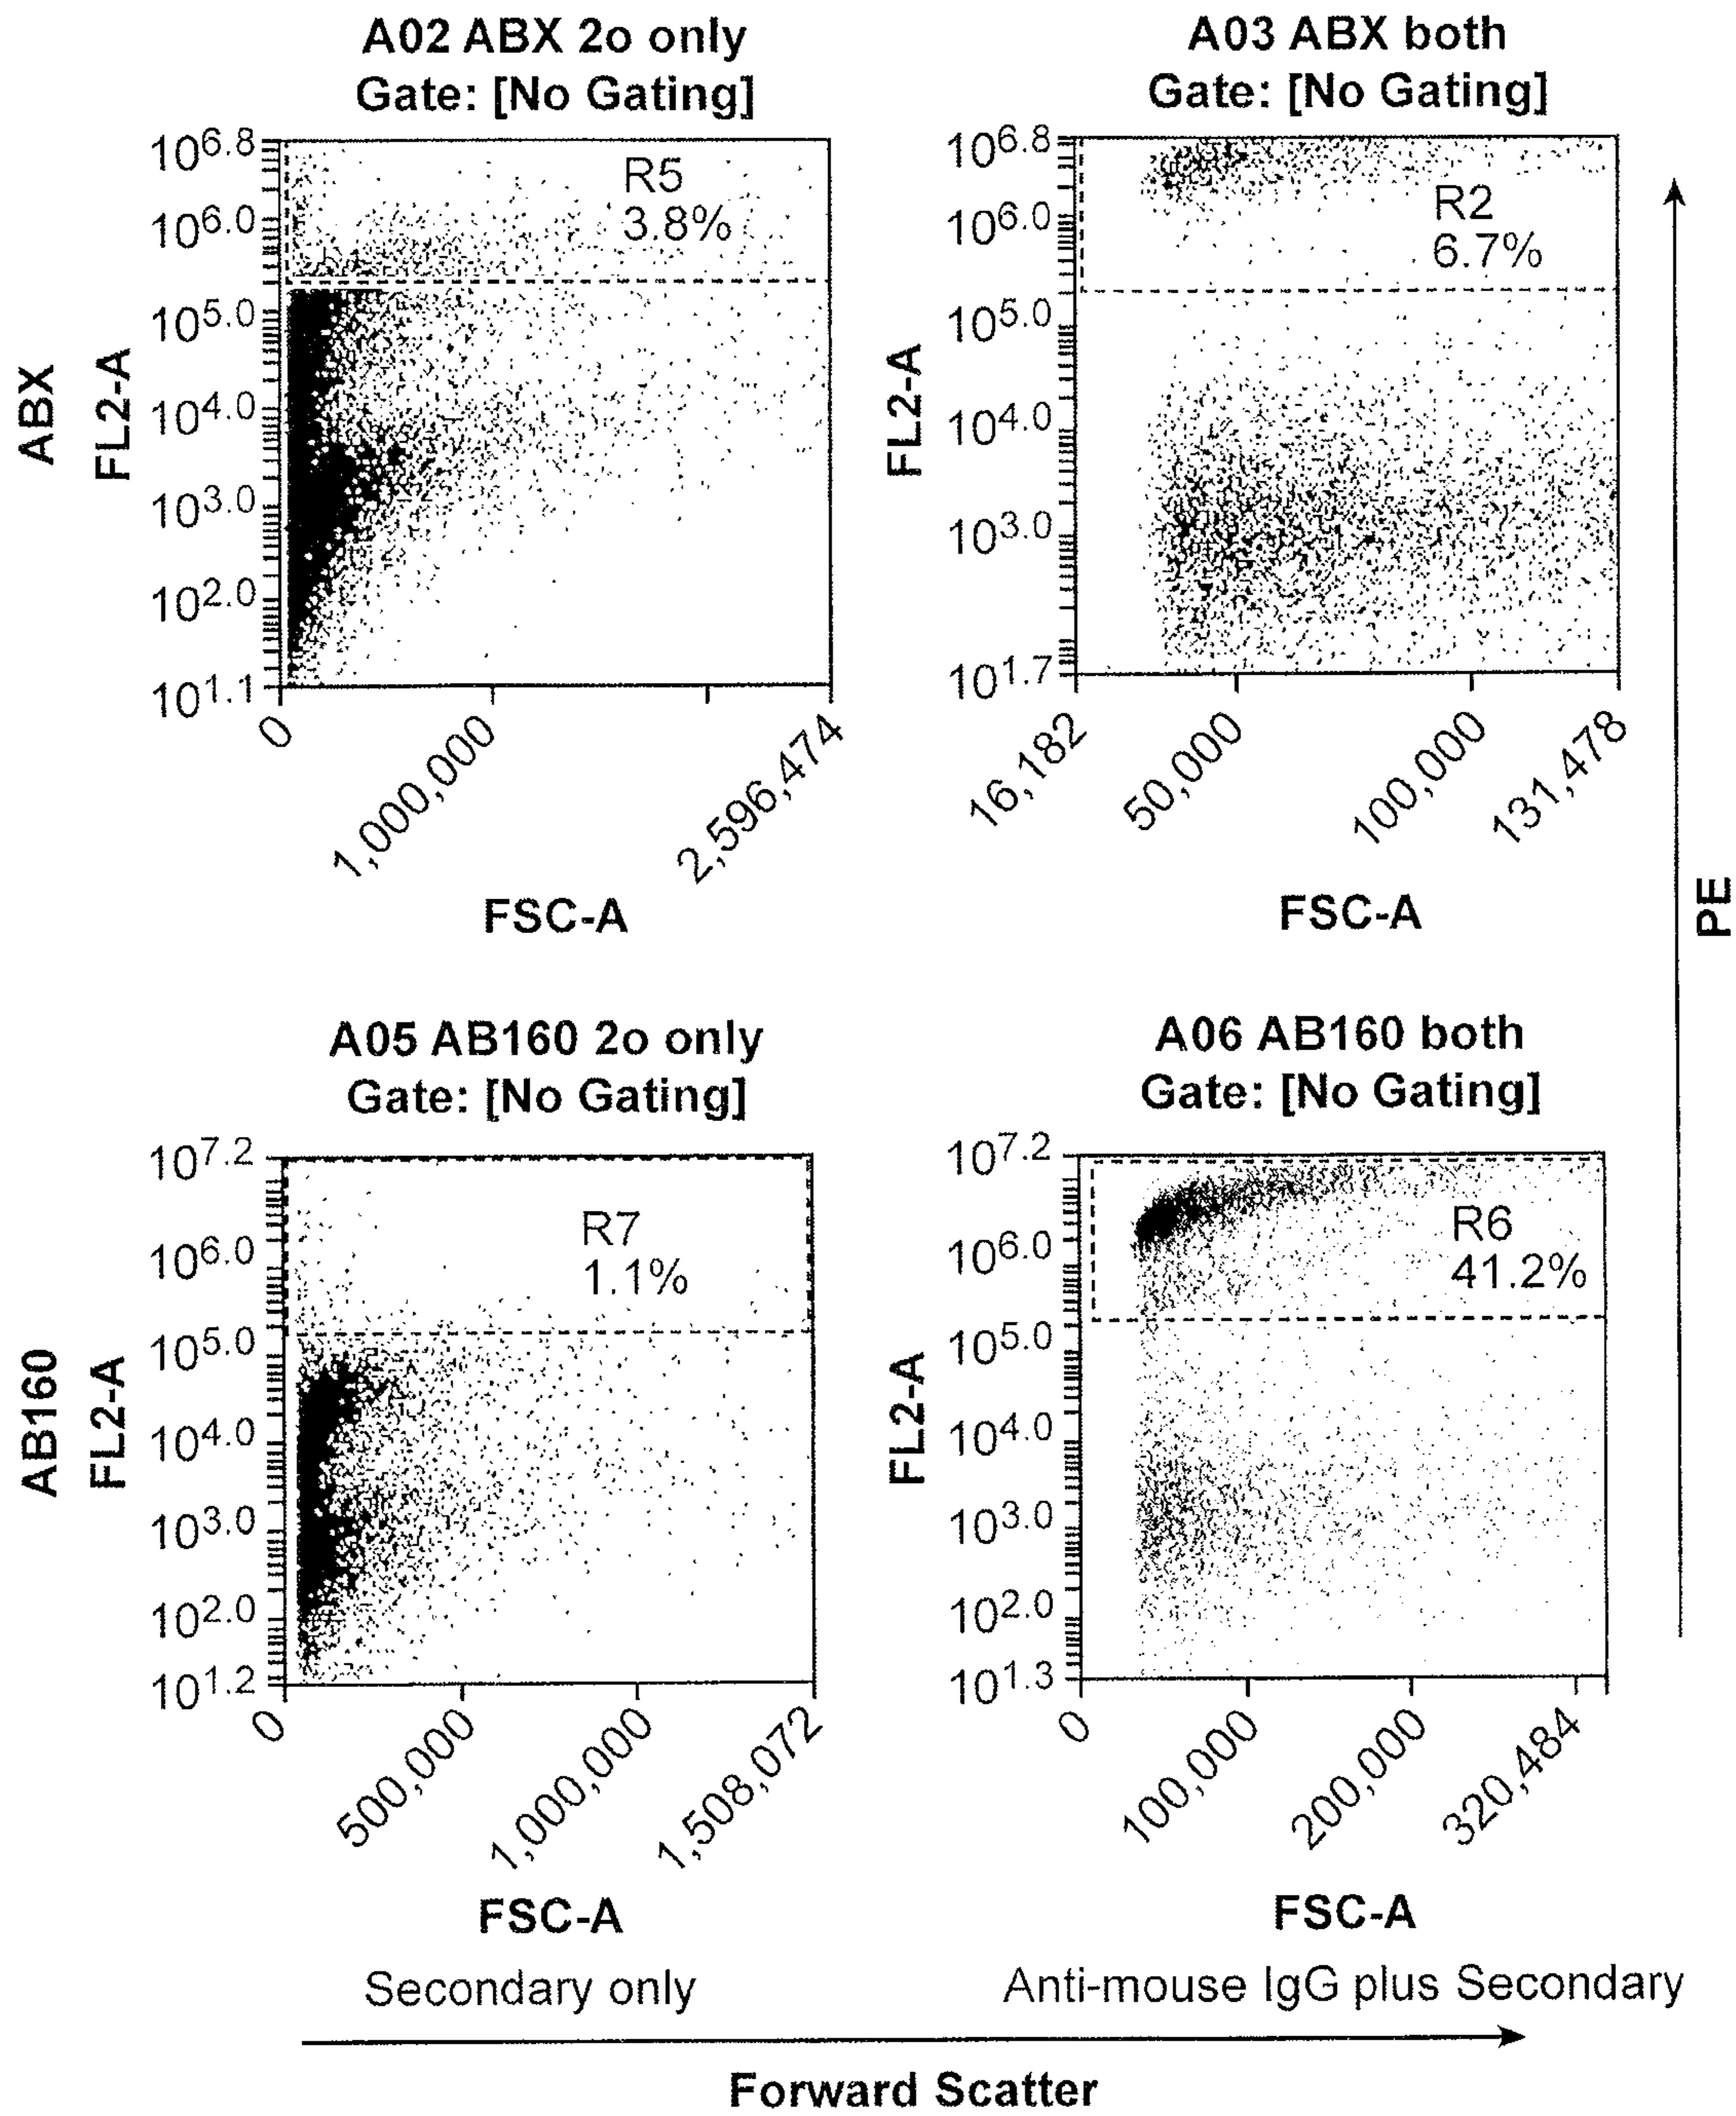 A02 ABX 2o only
Gate: [No Gating]
ABX
FL2-A
10^6.8
10^6.0
10^5.0
10^4.0
10^3.0
10^2.0
10^1.1
R5
3.8%
0
1,000,000
2,596,474
FSC-A
A03 ABX both
Gate: [No Gating]
FL2-A
10^6.8
10^6.0
10^5.0
10^4.0
10^3.0
10^1.7
R2
6.7%
16,182
50,000
100,000
131,478
FSC-A
PE
A05 AB160 2o only
Gate: [No Gating]
AB160
FL2-A
10^7.2
10^6.0
10^5.0
10^4.0
10^3.0
10^2.0
10^1.2
R7
1.1%
0
500,000
1,000,000
1,508,072
FSC-A
Secondary only
A06 AB160 both
Gate: [No Gating]
FL2-A
10^7.2
10^6.0
10^5.0
10^4.0
10^3.0
10^2.0
10^1.3
R6
41.2%
0
100,000
200,000
320,484
FSC-A
Anti-mouse IgG plus Secondary
Forward Scatter